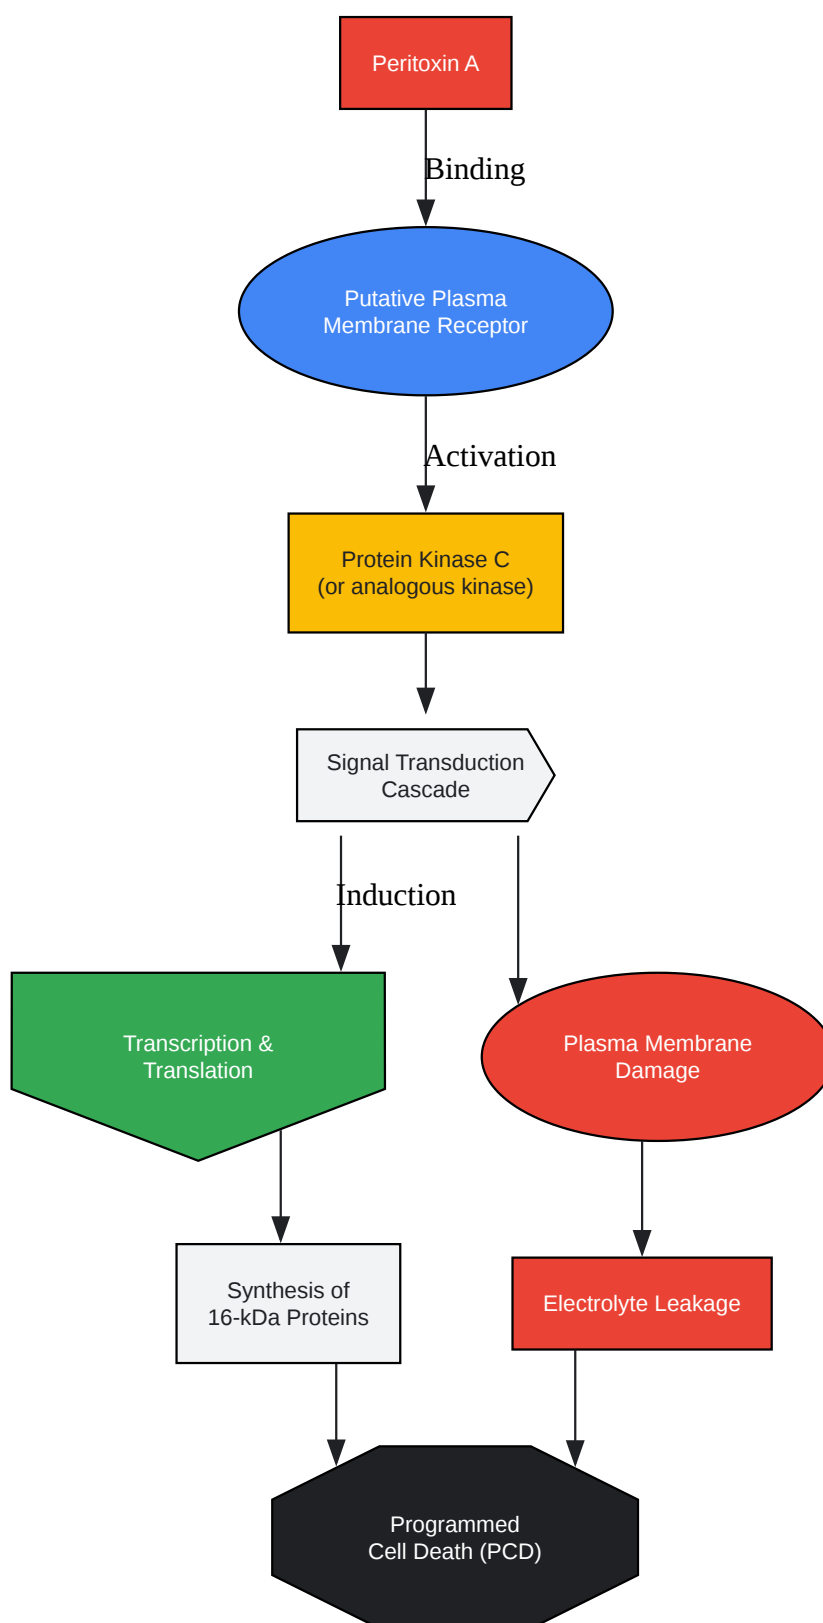 Peritoxin A
Binding
Putative Plasma
Membrane Receptor
Activation
Protein Kinase C
(or analogous kinase)
Signal Transduction
Cascade
Induction
Transcription &
Translation
Plasma Membrane
Damage
Synthesis of
16-kDa Proteins
Electrolyte Leakage
Programmed
Cell Death (PCD)